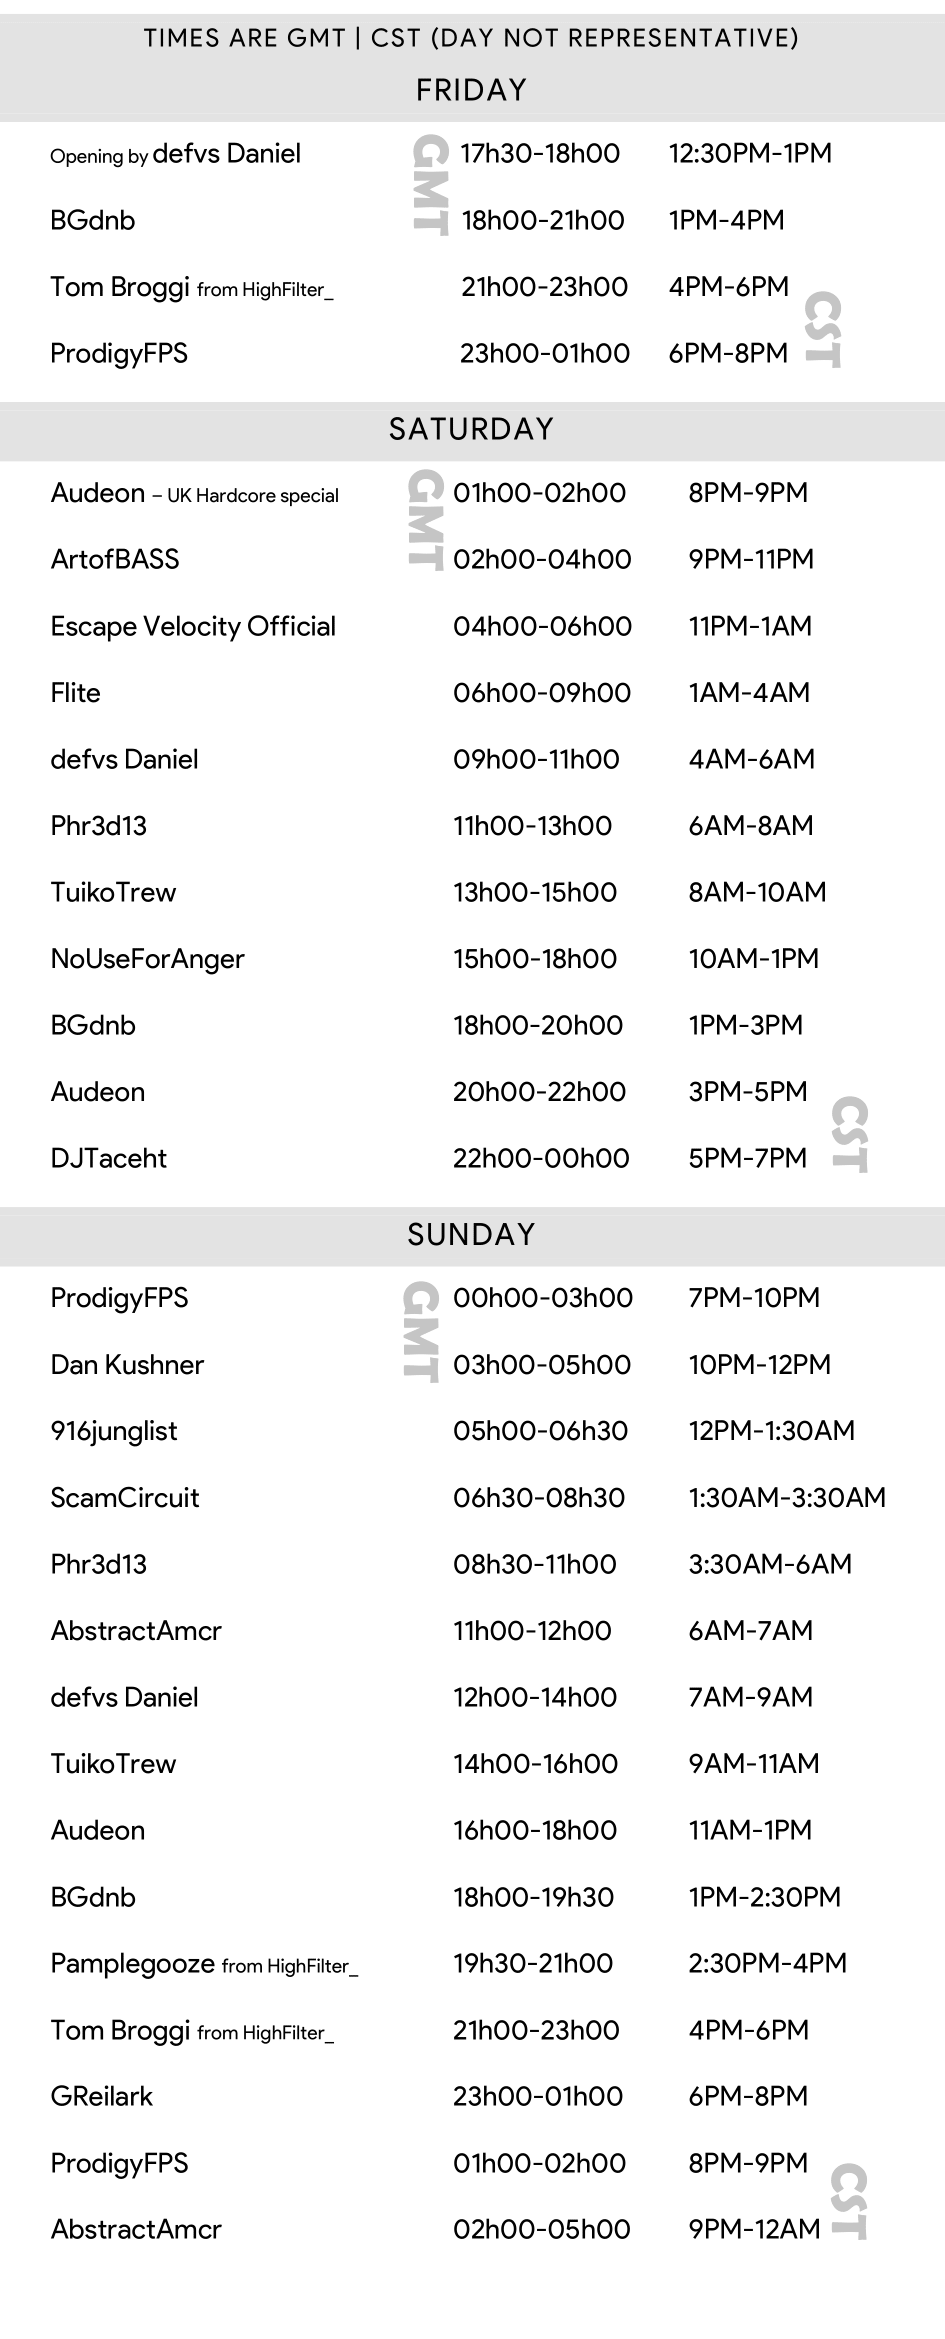 TIMES ARE GMT | CST (DAY NOT REPRESENTATIVE)
FRIDAY
Opening by defvs Daniel 17h30-18h00 12:30PM-1PM
GMT
BGdnb 18h00-21h00 1PM-4PM
Tom Broggi from HighFilter_ 21h00-23h00 4PM-6PM
CST
ProdigyFPS 23h00-01h00 6PM-8PM
SATURDAY
Audeon – UK Hardcore special 01h00-02h00 8PM-9PM
GMT
ArtofBASS 02h00-04h00 9PM-11PM
Escape Velocity Official 04h00-06h00 11PM-1AM
Flite 06h00-09h00 1AM-4AM
defvs Daniel 09h00-11h00 4AM-6AM
Phr3d13 11h00-13h00 6AM-8AM
TuikoTrew 13h00-15h00 8AM-10AM
NoUseForAnger 15h00-18h00 10AM-1PM
BGdnb 18h00-20h00 1PM-3PM
Audeon 20h00-22h00 3PM-5PM
CST
DJTaceht 22h00-00h00 5PM-7PM
SUNDAY
ProdigyFPS 00h00-03h00 7PM-10PM
GMT
Dan Kushner 03h00-05h00 10PM-12PM
916junglist 05h00-06h30 12PM-1:30AM
ScamCircuit 06h30-08h30 1:30AM-3:30AM
Phr3d13 08h30-11h00 3:30AM-6AM
AbstractAmcr 11h00-12h00 6AM-7AM
defvs Daniel 12h00-14h00 7AM-9AM
TuikoTrew 14h00-16h00 9AM-11AM
Audeon 16h00-18h00 11AM-1PM
BGdnb 18h00-19h30 1PM-2:30PM
Pamplegooze from HighFilter_ 19h30-21h00 2:30PM-4PM
Tom Broggi from HighFilter_ 21h00-23h00 4PM-6PM
GReilark 23h00-01h00 6PM-8PM
ProdigyFPS 01h00-02h00 8PM-9PM
CST
AbstractAmcr 02h00-05h00 9PM-12AM